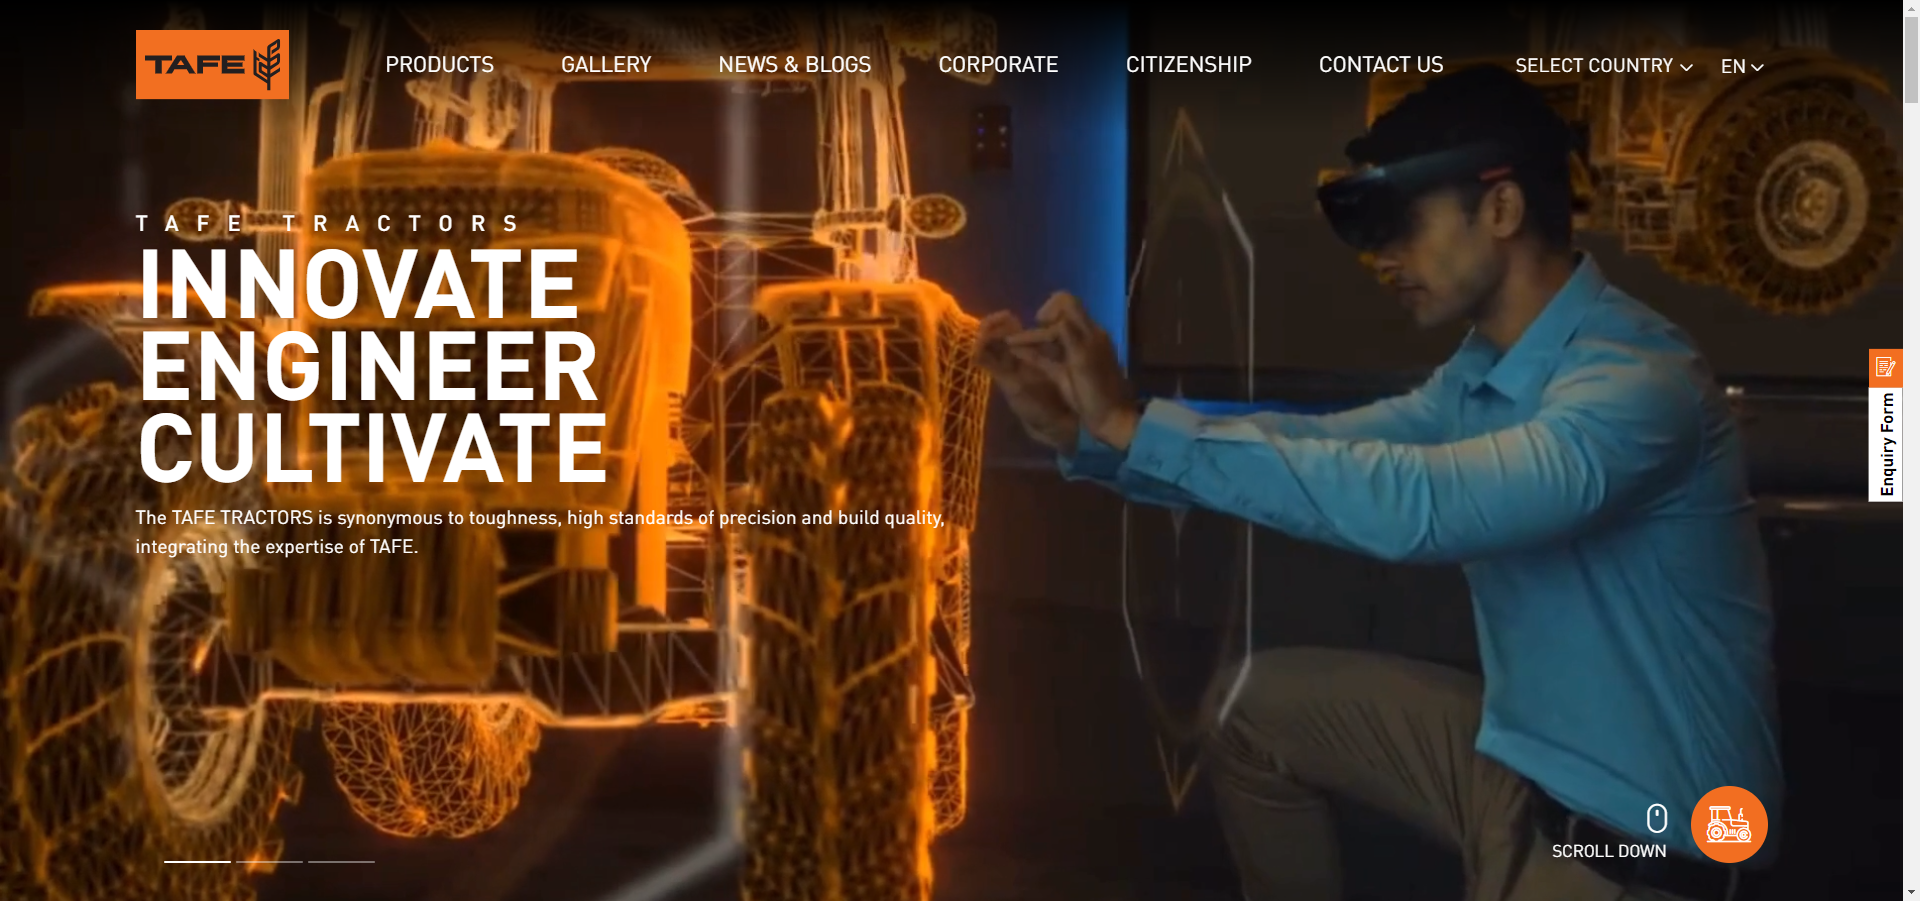 TAFE
PRODUCTS
GALLERY
NEWS & BLOGS
CORPORATE
CITIZENSHIP
CONTACT US
SELECT COUNTRY
EN
TAFE TRACTORS
INNOVATE
ENGINEER
CULTIVATE
The TAFE TRACTORS is synonymous to toughness, high standards of precision and build quality,
integrating the expertise of TAFE.
Enquiry Form
SCROLL DOWN